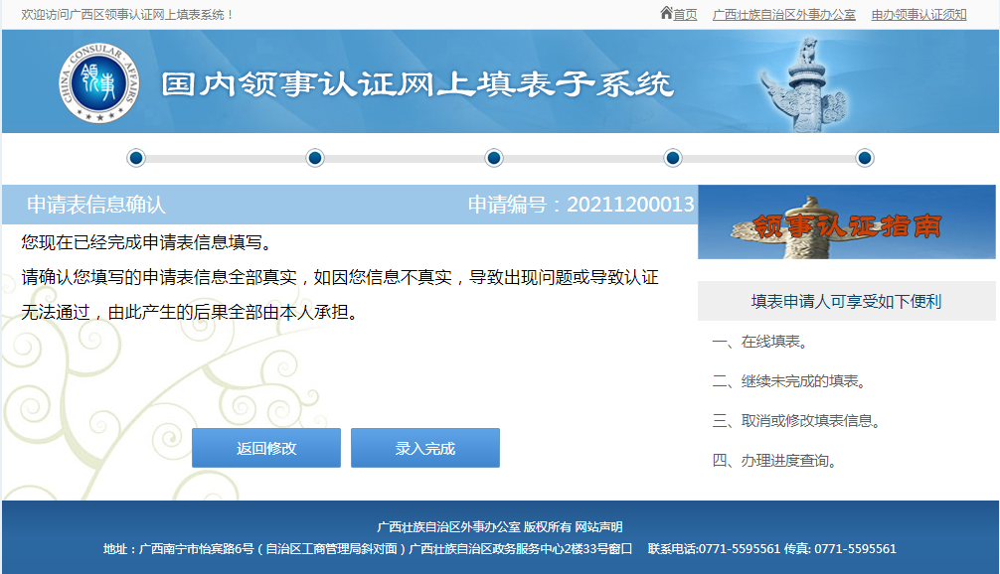 欢迎访问广西区领事认证网上填表系统！
首页 广西壮族自治区外事办公室 申办领事认证须知
CHINA · CONSULAR · AFFAIRS
领事
国内领事认证网上填表子系统
申请表信息确认 申请编号：20211200013
您现在已经完成申请表信息填写。
请确认您填写的申请表信息全部真实，如因您信息不真实，导致出现问题或导致认证
无法通过，由此产生的后果全部由本人承担。
返回修改 录入完成
领事认证指南
填表申请人可享受如下便利
一、在线填表。
二、继续未完成的填表。
三、取消或修改填表信息。
四、办理进度查询。
广西壮族自治区外事办公室 版权所有 网站声明
地址：广西南宁市怡宾路6号（自治区工商管理局斜对面）广西壮族自治区政务服务中心2楼33号窗口 联系电话:0771-5595561 传真: 0771-5595561